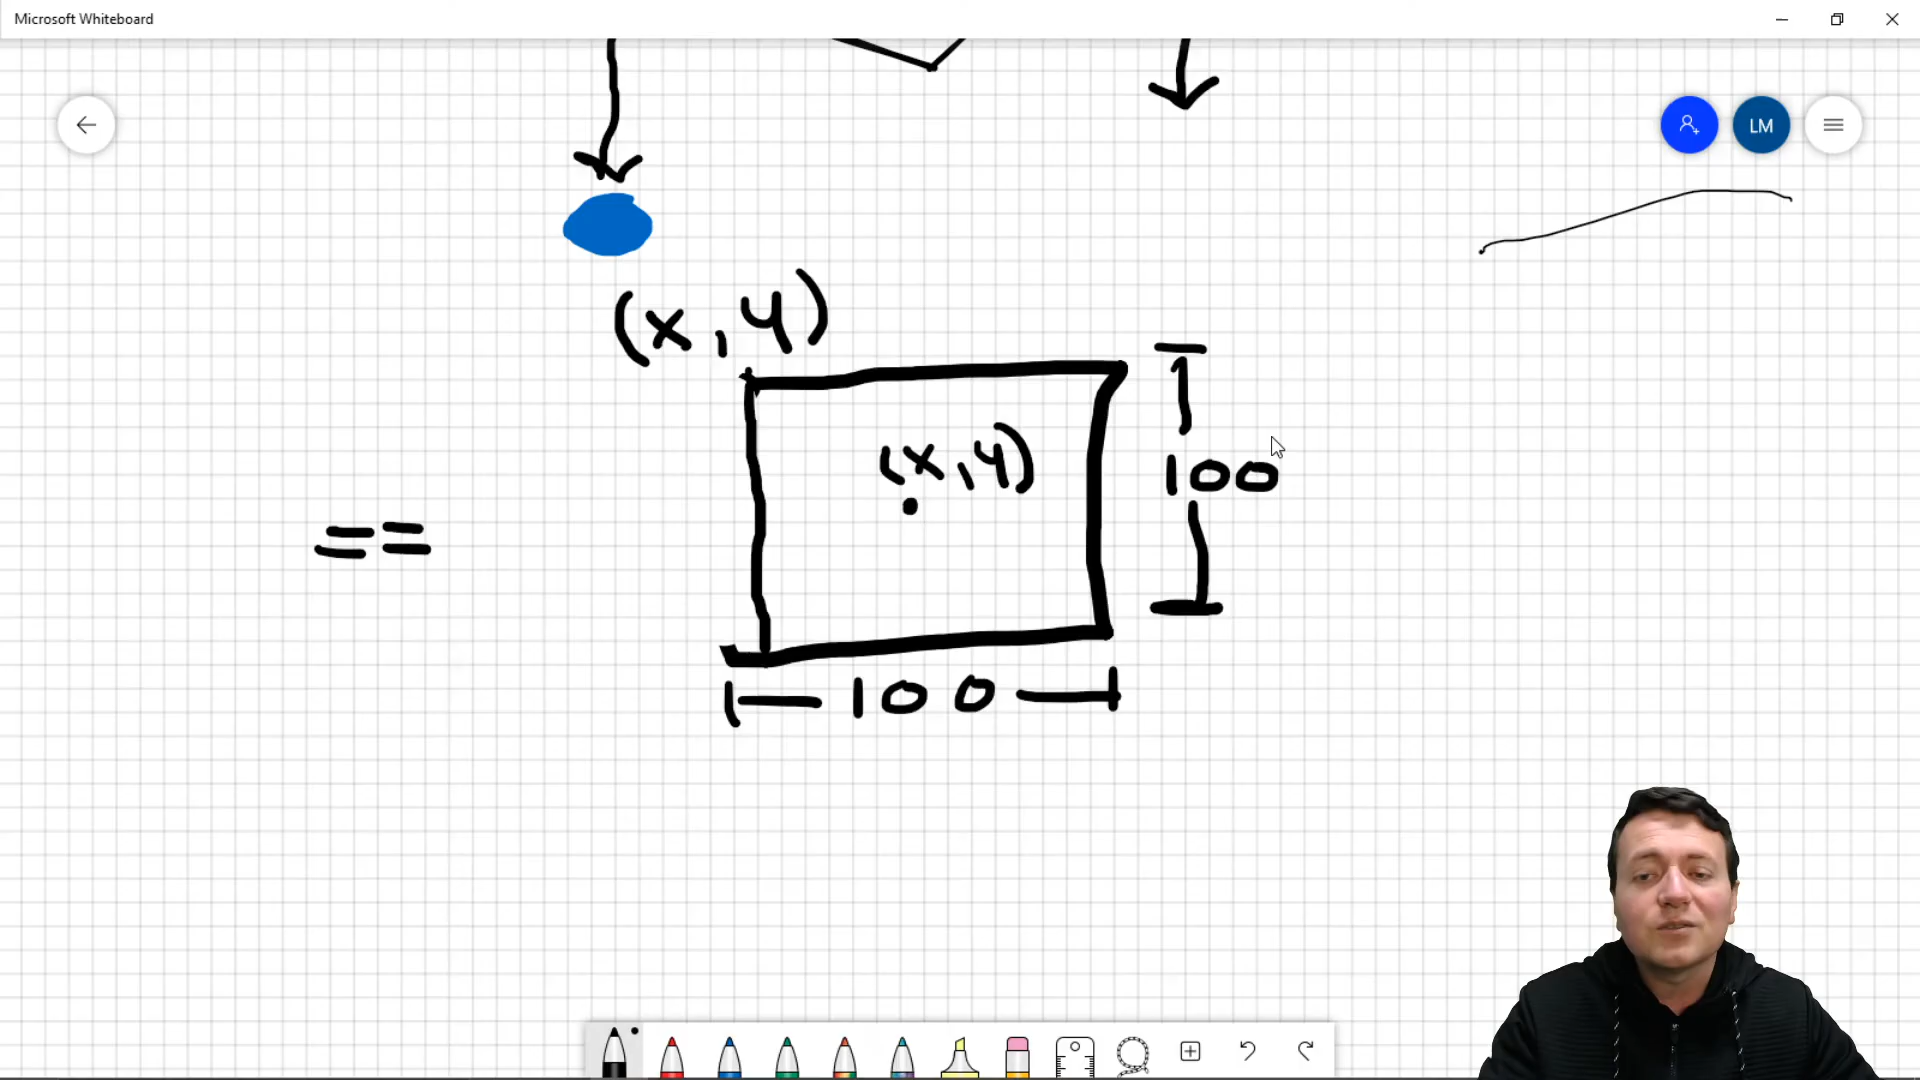 Microsoft Whiteboard
LM
(x,y)
(x,y)
100
==
100